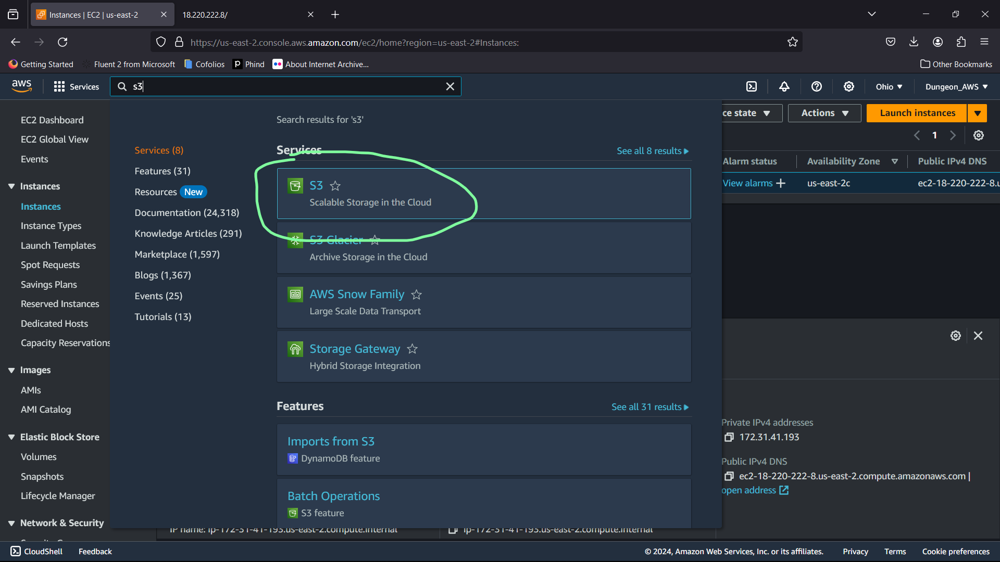 Instances | EC2 | us-east-2
18.220.222.8/
https://us-east-2.console.aws.amazon.com/ec2/home?region=us-east-2#Instances:
Getting Started
Fluent 2 from Microsoft
Cofolios
Phind
About Internet Archive...
Other Bookmarks
aws
Services
s3
Ohio
Dungeon_AWS
EC2 Dashboard
EC2 Global View
Events
Instances
Instances
Instance Types
Launch Templates
Spot Requests
Savings Plans
Reserved Instances
Dedicated Hosts
Capacity Reservations
Images
AMIs
AMI Catalog
Elastic Block Store
Volumes
Snapshots
Lifecycle Manager
Network & Security
Services (8)
Features (31)
Resources New
Documentation (24,318)
Knowledge Articles (291)
Marketplace (1,597)
Blogs (1,367)
Events (25)
Tutorials (13)
Search results for 's3'
Services
See all 8 results
S3
Scalable Storage in the Cloud
S3 Glacier
Archive Storage in the Cloud
AWS Snow Family
Large Scale Data Transport
Storage Gateway
Hybrid Storage Integration
Features
See all 31 results
Imports from S3
DynamoDB feature
Batch Operations
S3 feature
ce state
Actions
Launch instances
1
Alarm status
Availability Zone
Public IPv4 DNS
View alarms +
us-east-2c
ec2-18-220-222-8.u
Private IPv4 addresses
172.31.41.193
Public IPv4 DNS
ec2-18-220-222-8.us-east-2.compute.amazonaws.com |
open address
IP name: ip-172-31-41-193.us-east-2.compute.internal
ip-172-31-41-193.us-east-2.compute.internal
CloudShell
Feedback
© 2024, Amazon Web Services, Inc. or its affiliates.
Privacy
Terms
Cookie preferences